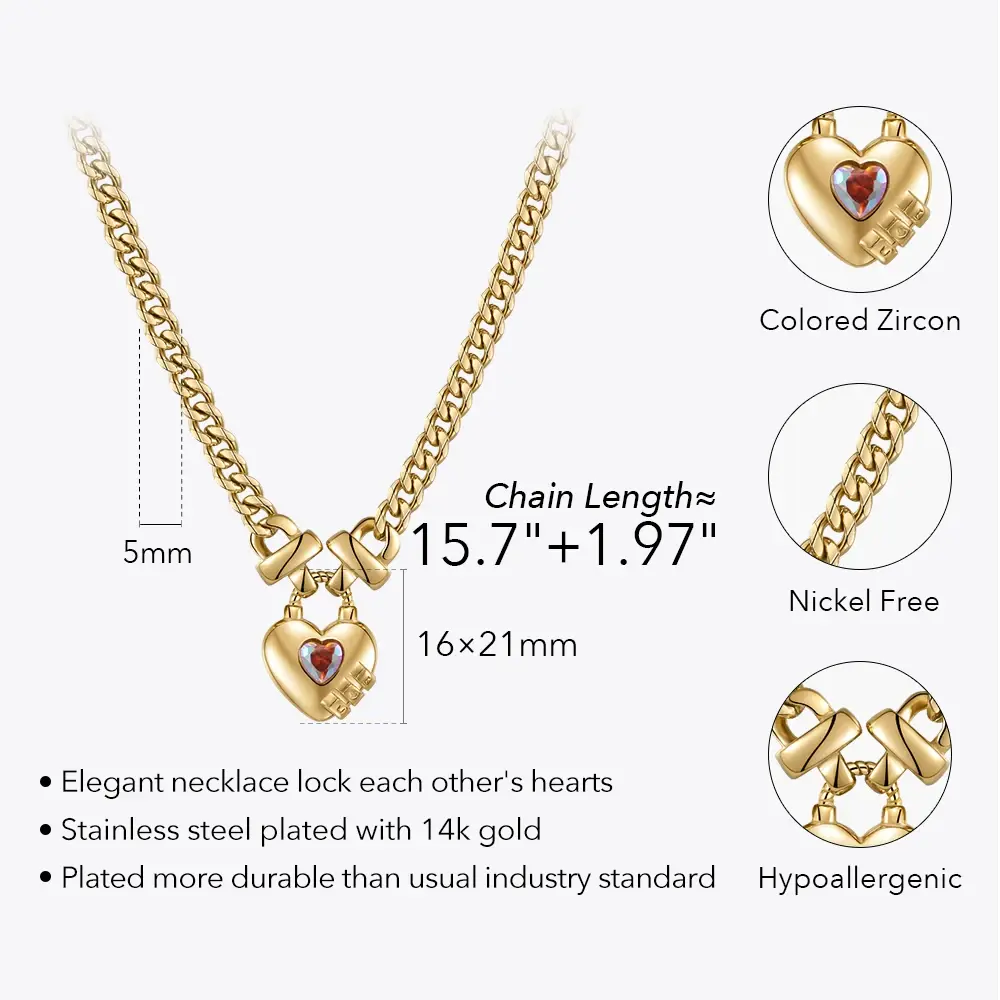 Colored Zircon
Chain Length≈
15.7"+1.97"
5mm
Nickel Free
16×21mm
• Elegant necklace lock each other's hearts
• Stainless steel plated with 14k gold
• Plated more durable than usual industry standard
Hypoallergenic